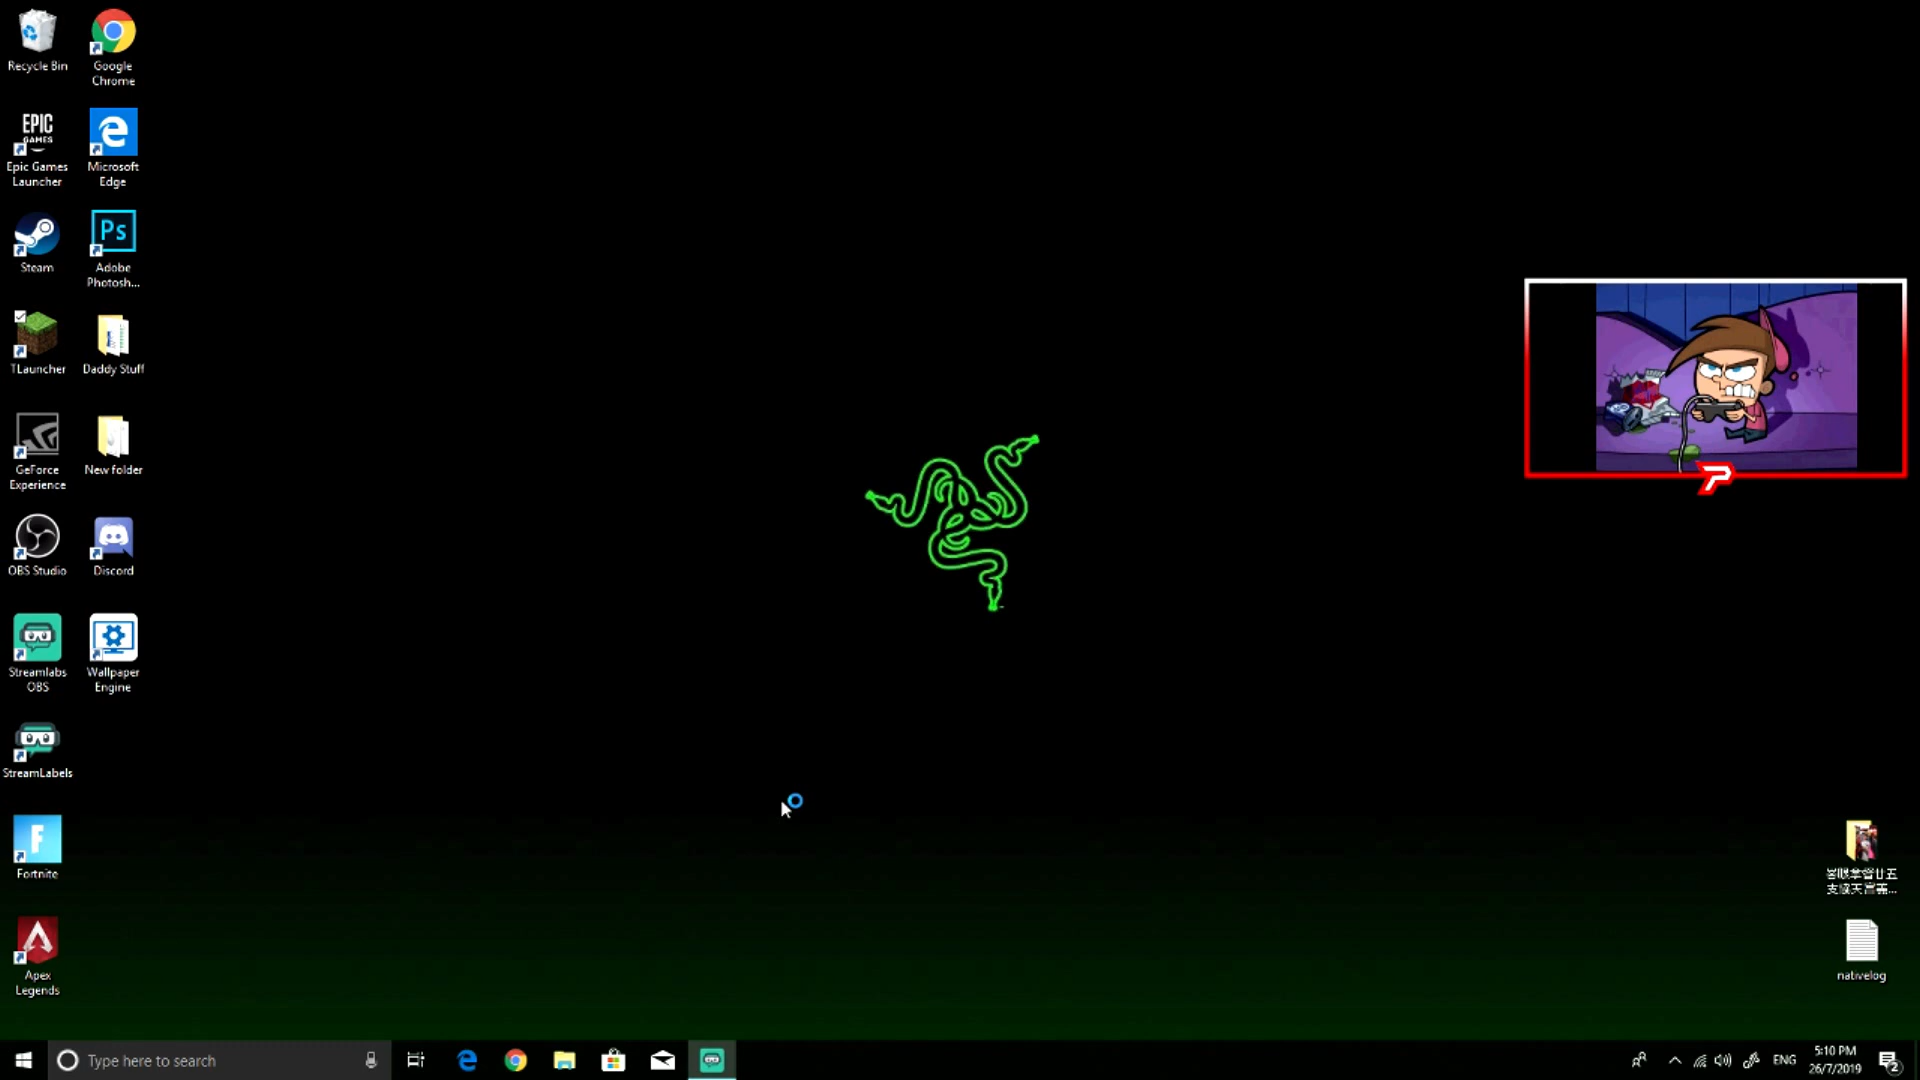 Recycle Bin
Google
Chrome
EPIC
GAMES
Epic Games
Launcher
Microsoft
Edge
Steam
Ps
Adobe
Photosh...
TLauncher
Daddy Stuff
GeForce
Experience
New folder
OBS Studio
Discord
Streamlabs
OBS
Wallpaper
Engine
StreamLabels
F
Fortnite
Apex
Legends
nativelog
Type here to search
ENG
5:10 PM
26/7/2019
2